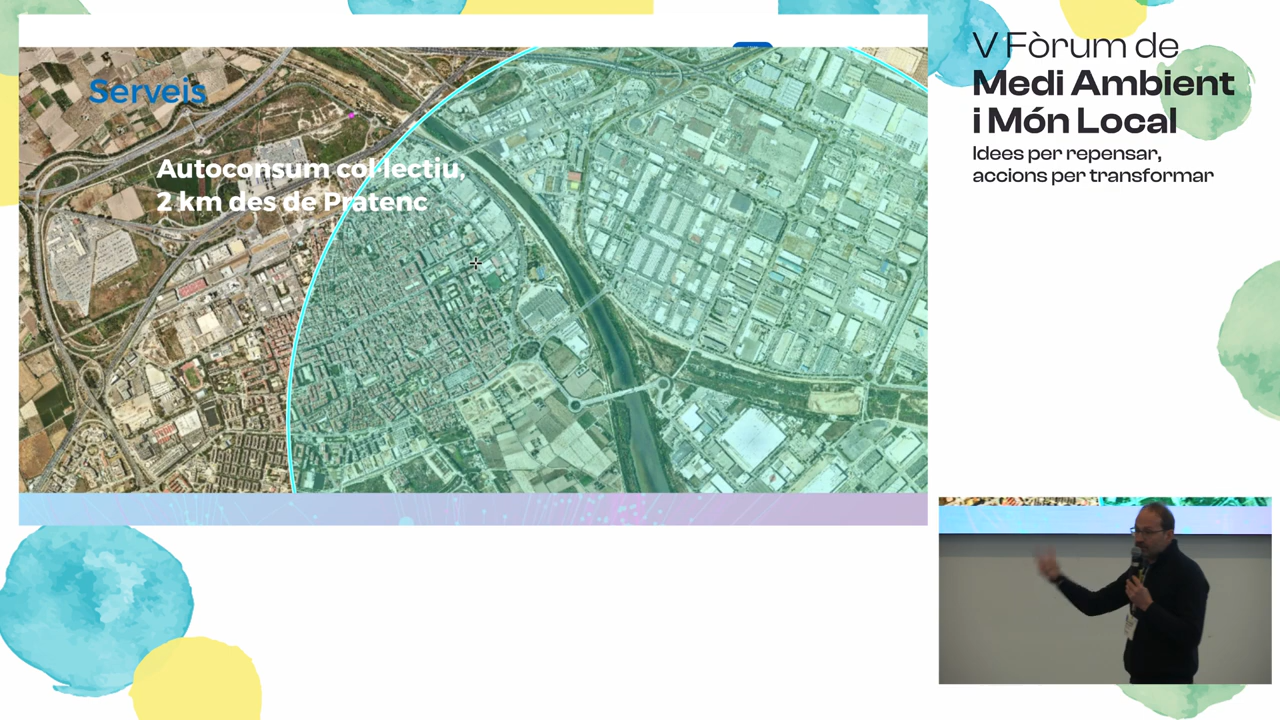 Serveis
Autoconsum col·lectiu,
2 km des de Pratenc
V Fòrum de
Medi Ambient
i Món Local
Idees per repensar,
accions per transformar